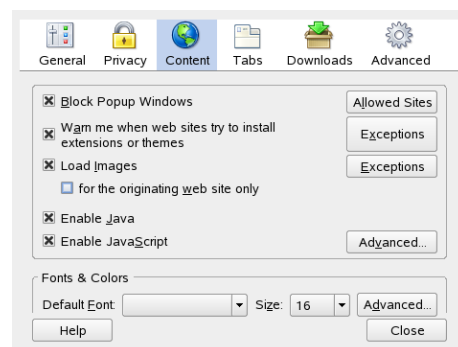 General Privacy Content Tabs Downloads Advanced
Block Popup Windows Allowed Sites
Warn me when web sites try to install
extensions or themes Exceptions
Load Images Exceptions
for the originating web site only
Enable Java
Enable JavaScript Advanced...
Fonts & Colors
Default Font: Size: 16 Advanced...
Help Close